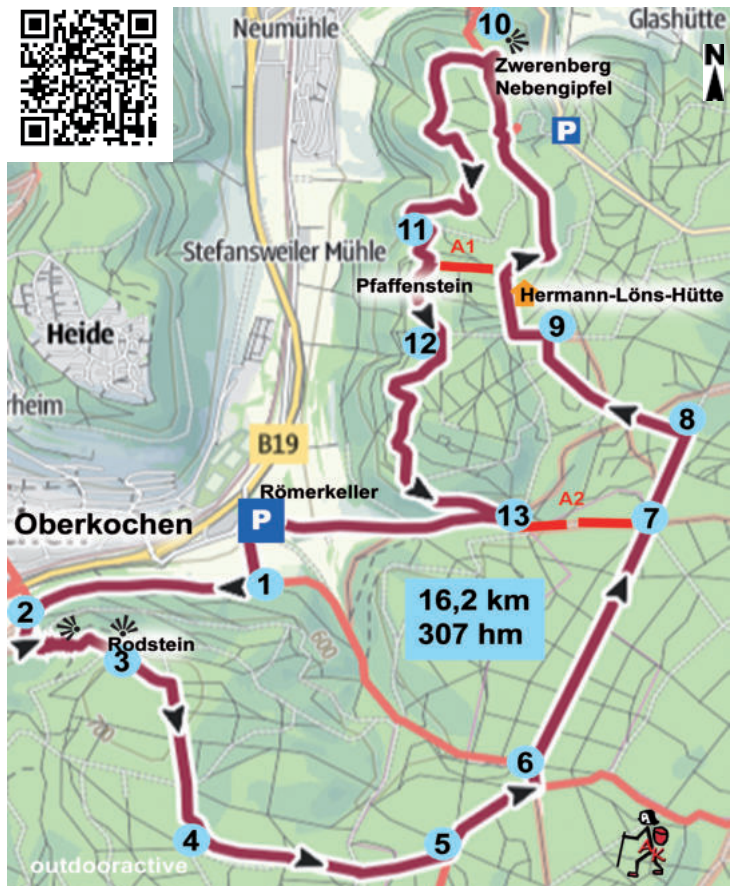 Neumühle
10
Glashütte
Zwerenberg
Nebengipfel
N
P
11
Stefansweiler Mühle
A1
Pfaffenstein
Hermann-Löns-Hütte
Heide
12
9
rheim
8
B19
Römerkeller
Oberkochen
P
13
A2
7
1
16,2 km
307 hm
2
600
Rodstein
3
700
6
4
5
AK
outdooractive